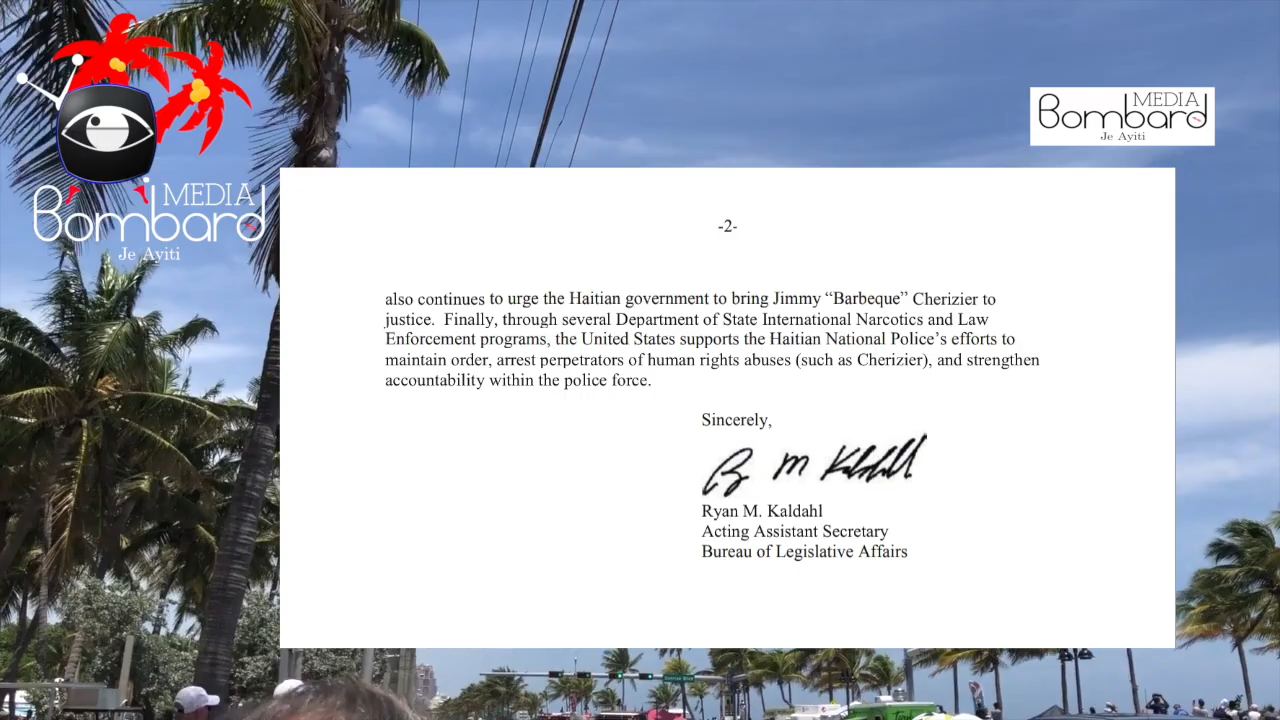 MEDIA
Bombard
Je Ayiti
MEDIA
Bombard
Je Ayiti
-2-
also continues to urge the Haitian government to bring Jimmy “Barbeque” Cherizier to
justice.  Finally, through several Department of State International Narcotics and Law
Enforcement programs, the United States supports the Haitian National Police’s efforts to
maintain order, arrest perpetrators of human rights abuses (such as Cherizier), and strengthen
accountability within the police force.
Sincerely,
Ryan M. Kaldahl
Acting Assistant Secretary
Bureau of Legislative Affairs